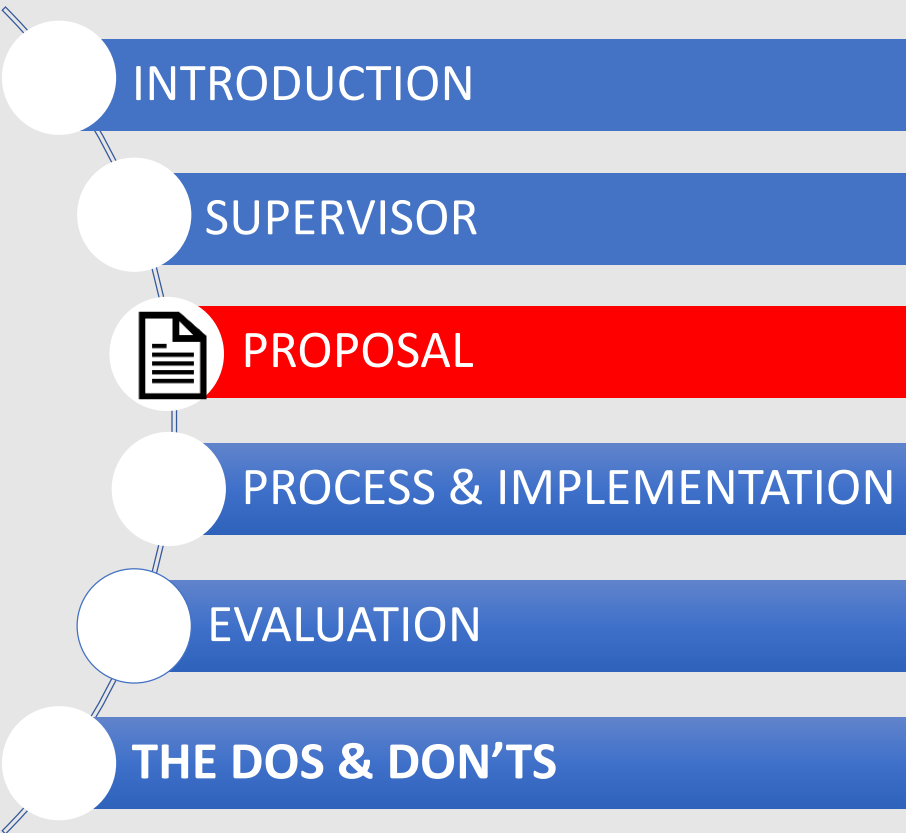 INTRODUCTION
SUPERVISOR
PROPOSAL
PROCESS & IMPLEMENTATION
EVALUATION
THE DOS & DON’TS